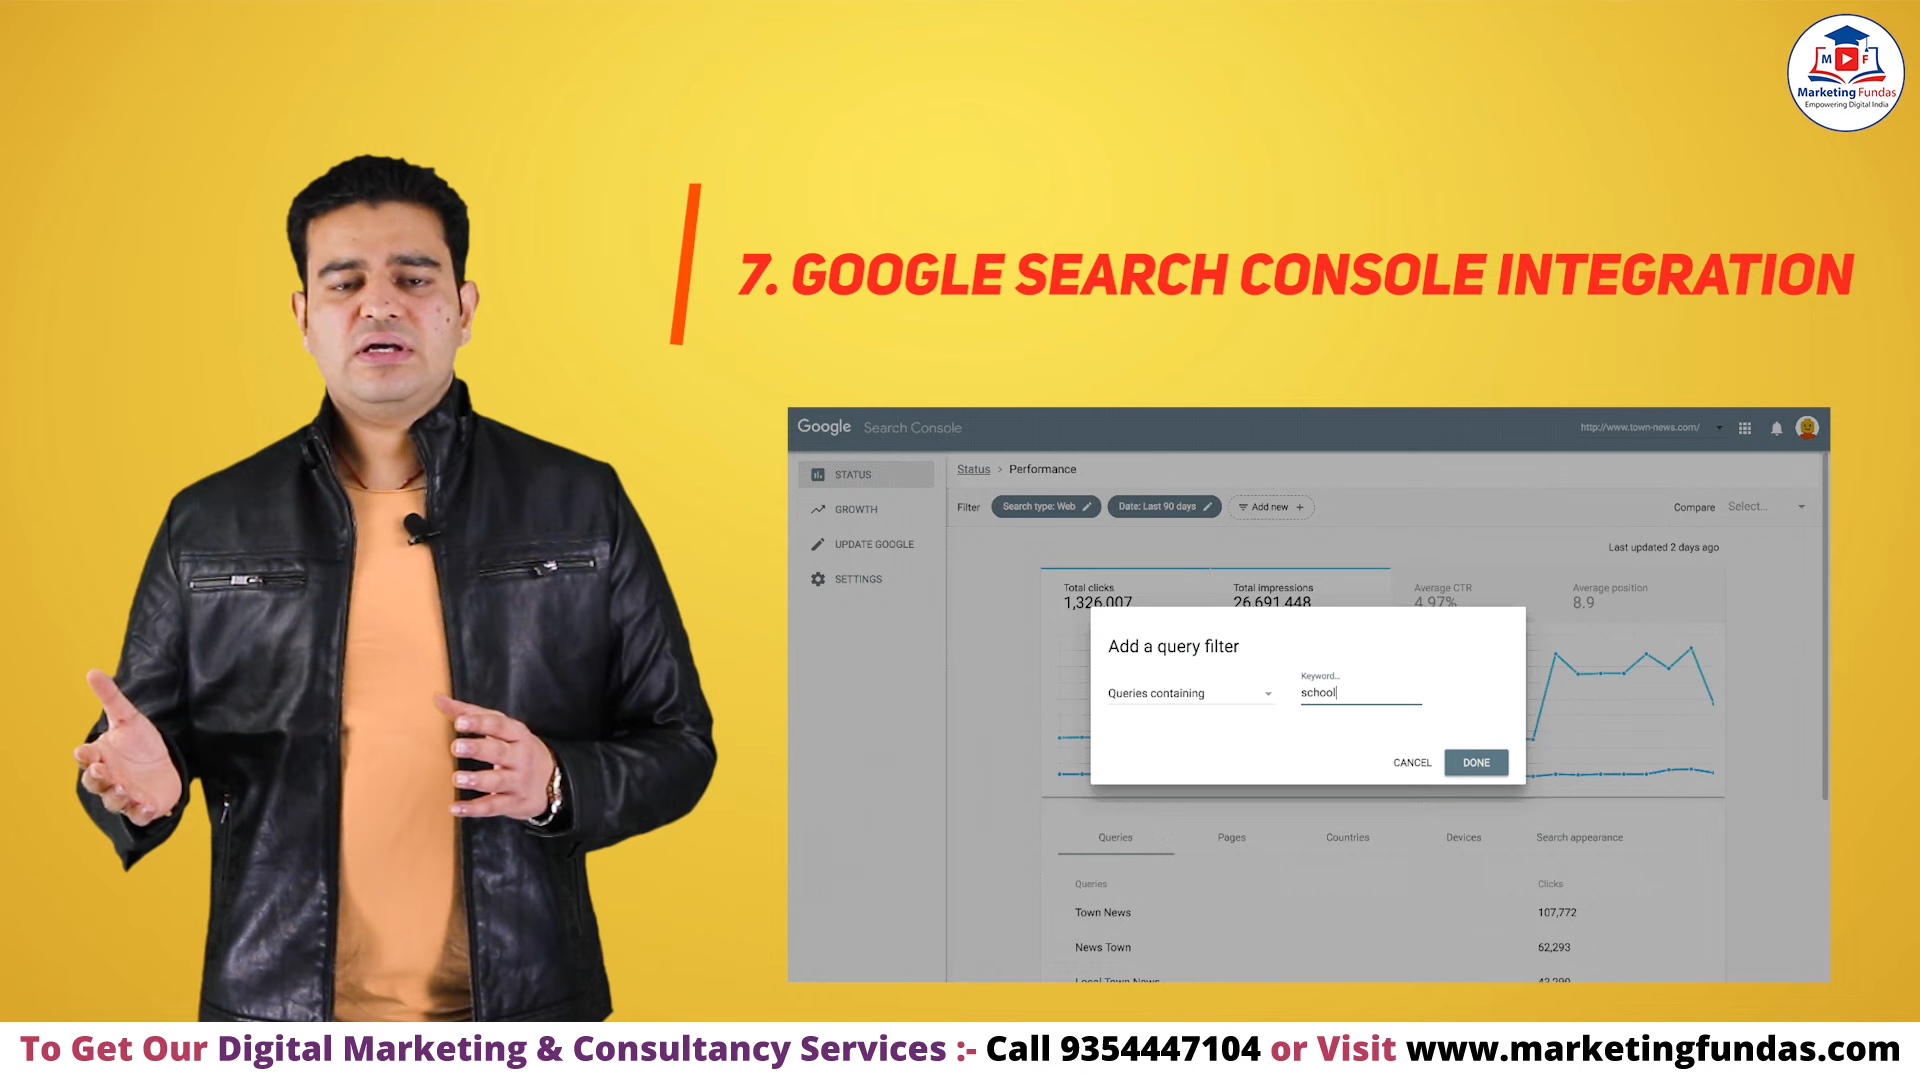 M F
Marketing Fundas
Empowering Digital India
7. GOOGLE SEARCH CONSOLE INTEGRATION
Google Search Console
http://www.town-news.com/
STATUS
GROWTH
UPDATE GOOGLE
SETTINGS
Status > Performance
Filter Search type: Web Date: Last 90 days Add new +
Compare Select...
Last updated 2 days ago
Total clicks Total impressions Average CTR Average position
1,326,007 26,691,448 4.97% 8.9
Add a query filter
Keyword...
Queries containing school
CANCEL DONE
Queries Pages Countries Devices Search appearance
Queries Clicks
Town News 107,772
News Town 62,293
Local Town News
To Get Our Digital Marketing & Consultancy Services :- Call 9354447104 or Visit www.marketingfundas.com